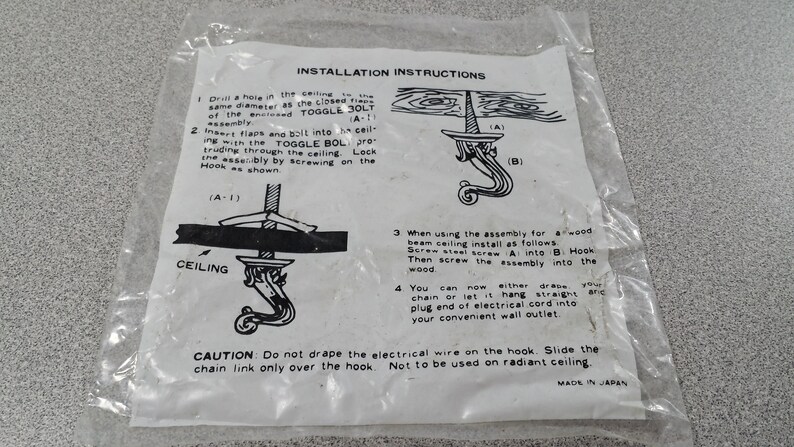 INSTALLATION INSTRUCTIONS
1. Drill a hole in the ceiling to the
same diameter as the closed flaps
of the enclosed TOGGLE BOLT
assembly. (A-1)
2. Insert flaps and bolt into the ceil-
ing with the TOGGLE BOLT pro-
truding through the ceiling. Lock
the assembly by screwing on the
Hook as shown.
(A-1)
CEILING
(A)
(B)
3. When using the assembly for a wood
beam ceiling install as follows.
Screw steel screw (A) into (B) Hook.
Then screw the assembly into the
wood.
4. You can now either drape your
chain or let it hang straight and
plug end of electrical cord into
your convenient wall outlet.
CAUTION: Do not drape the electrical wire on the hook. Slide the
chain link only over the hook. Not to be used on radiant ceiling.
MADE IN JAPAN